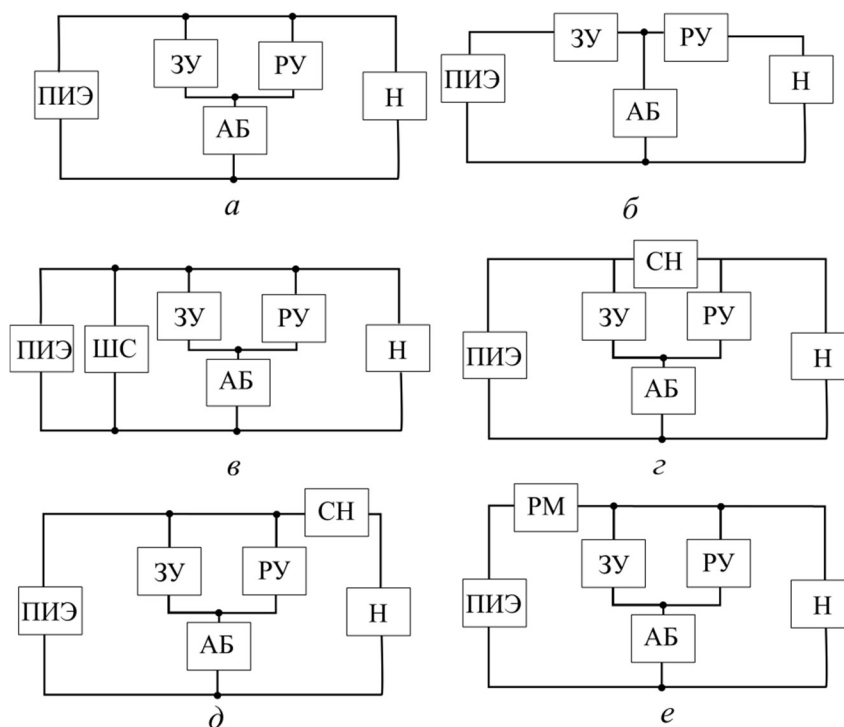 ЗУ РУ ЗУ РУ
ПИЭ Н ПИЭ Н
АБ АБ
а б
СН
ЗУ РУ ЗУ РУ
ПИЭ ШС Н ПИЭ Н
АБ АБ
в г
СН РМ
ЗУ РУ ЗУ РУ
ПИЭ Н ПИЭ Н
АБ АБ
д е